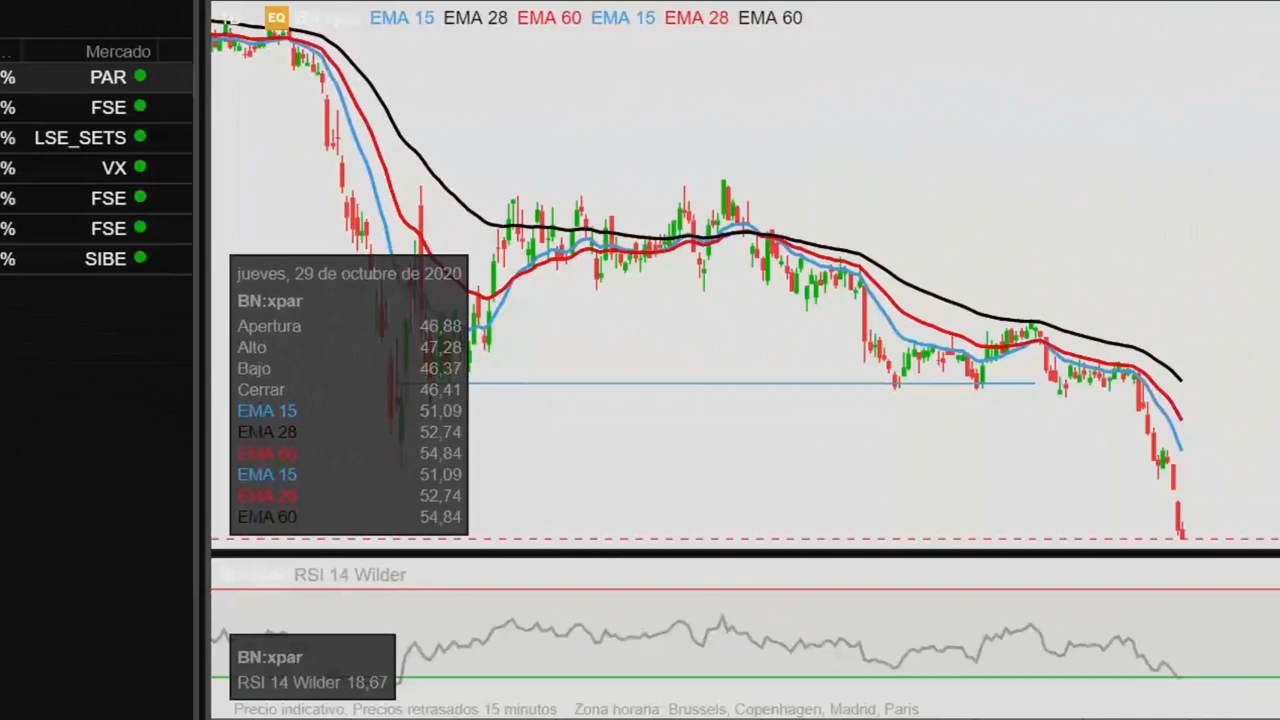 EQ
EMA 15 EMA 28 EMA 60 EMA 15 EMA 28 EMA 60
.. Mercado
% PAR
% FSE
% LSE_SETS
% VX
% FSE
% FSE
% SIBE
jueves, 29 de octubre de 2020
BN:xpar
Apertura 46,88
Alto 47,28
Bajo 46,37
Cerrar 46,41
EMA 15 51,09
EMA 28 52,74
EMA 60 54,84
EMA 15 51,09
EMA 28 52,74
EMA 60 54,84
RSI 14 Wilder
BN:xpar
RSI 14 Wilder 18,67
Precio indicativo. Precios retrasados 15 minutos Zona horaria: Brussels, Copenhagen, Madrid, Paris